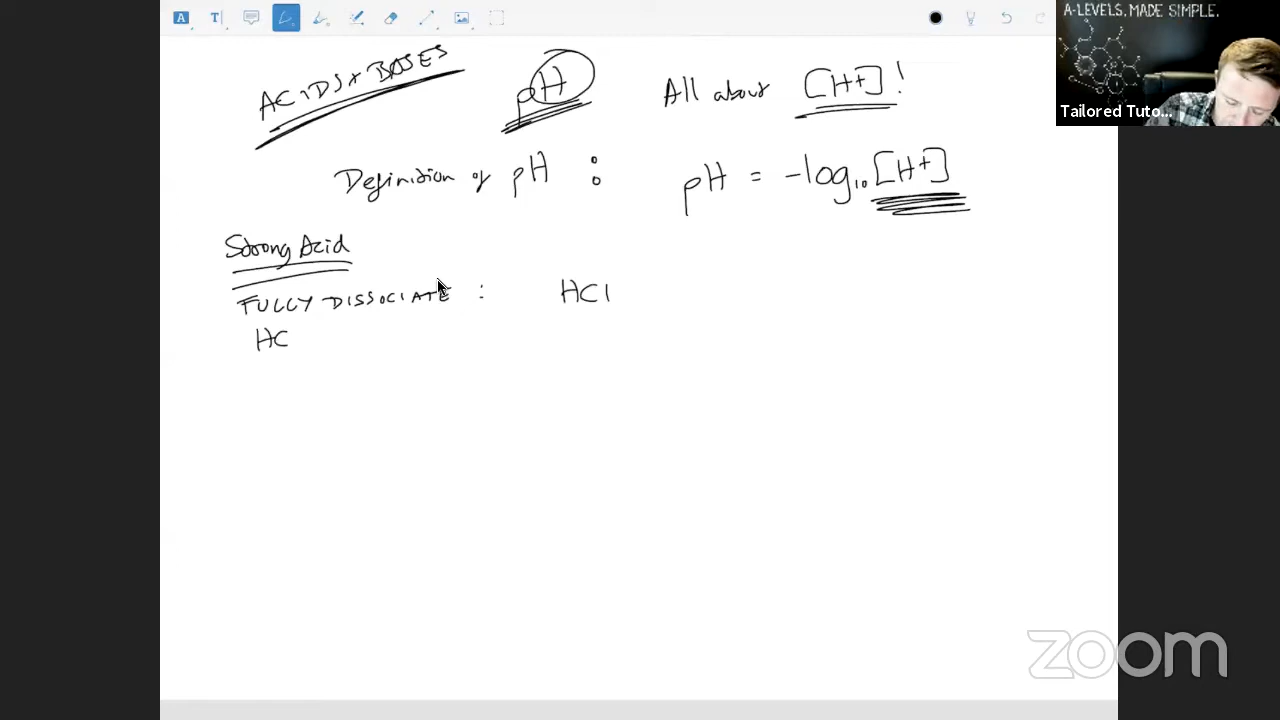 A-LEVELS. MADE SIMPLE.
Tailored Tuto...
ACIDS + BASES
pH
All about [H+]!
Definition of pH : pH = -log10 [H+]
Strong Acid
FULLY DISSOCIATE : HCl
HC
zoom